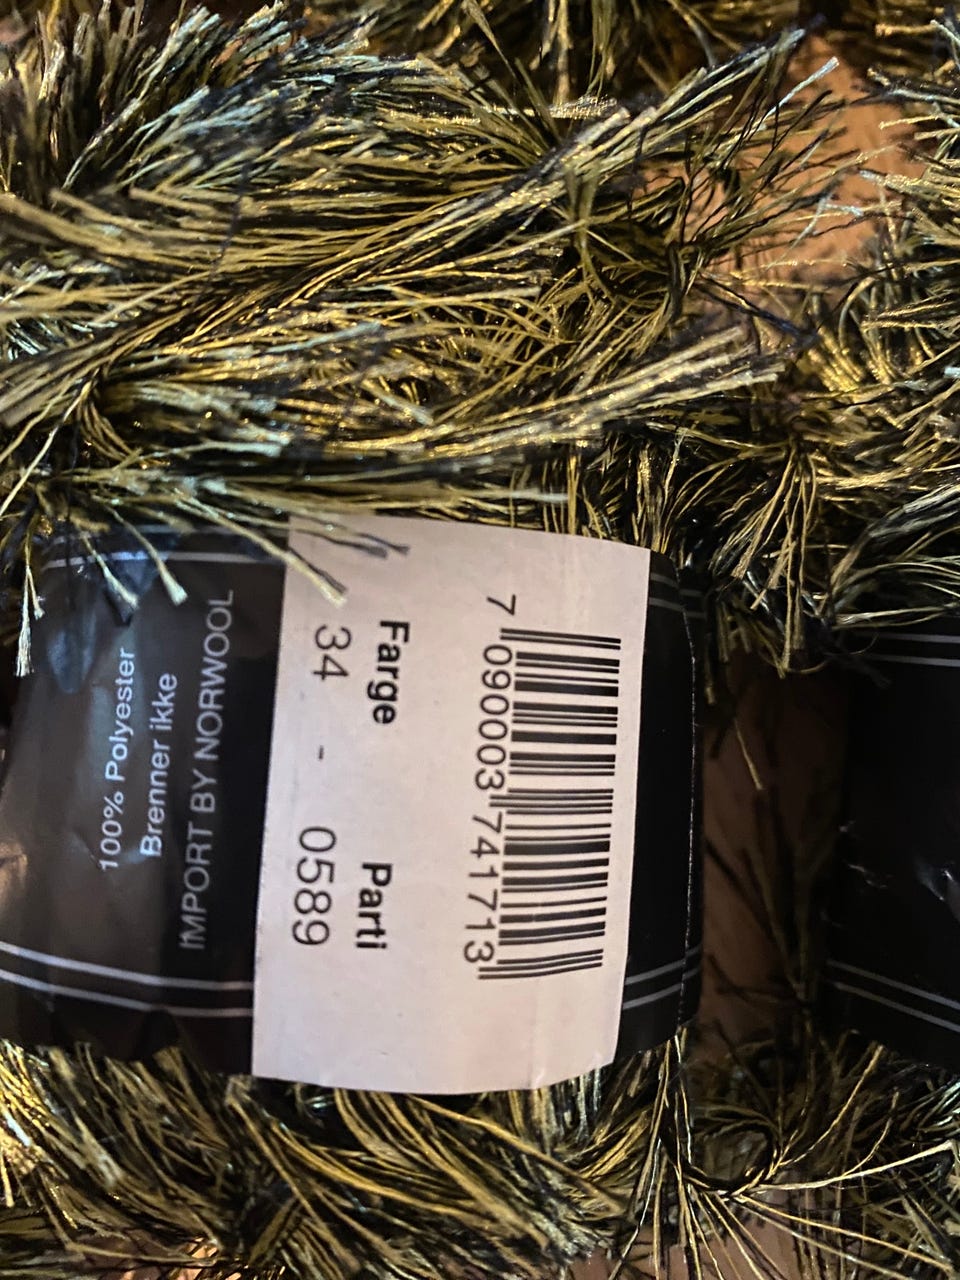 7 090003 741713
Farge Parti
34 - 0589
100% Polyester
Brenner ikke
IMPORT BY NORWOOL